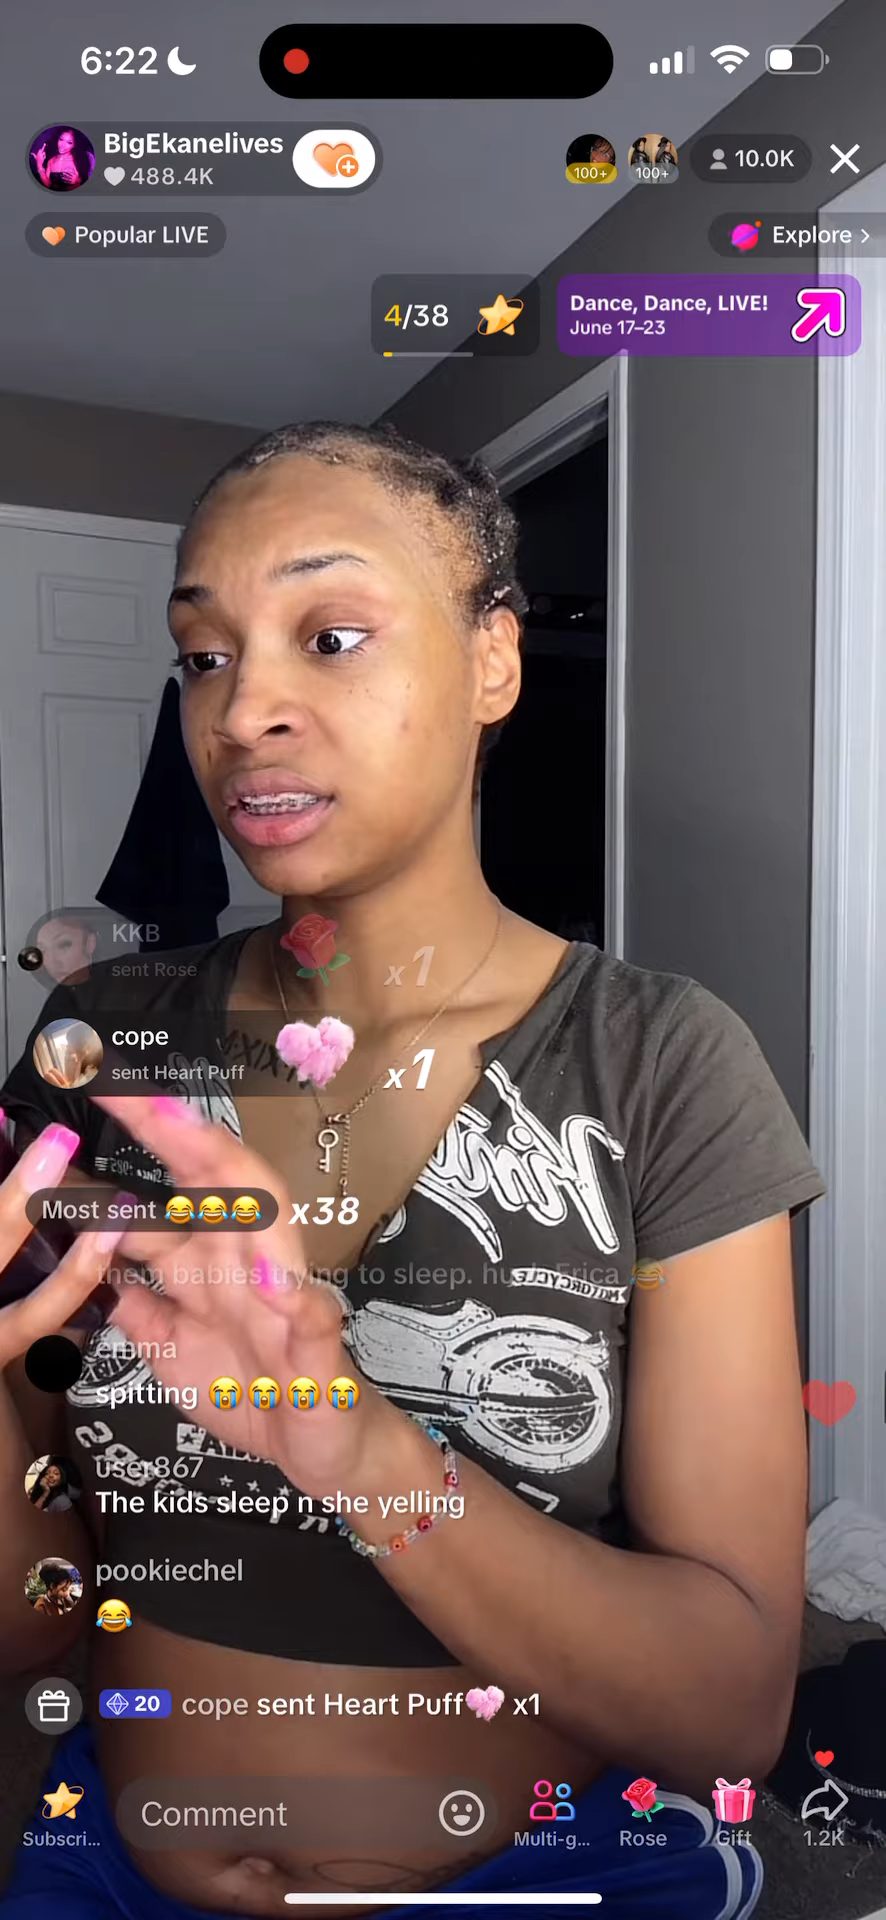 6:22
BigEkanelives
488.4K
100+
100+
10.0K
Popular LIVE
Explore >
4/38
Dance, Dance, LIVE!
June 17–23
KKB
sent Rose
x1
cope
sent Heart Puff
x1
Most sent 😂😂😂 x38
them babies trying to sleep. Erica 😂
MOTORCYCLE
emma
spitting 😭😭😭😭
user867
The kids sleep n she yelling
pookiechel
😂
20 cope sent Heart Puff x1
Comment
Subscri...
Multi-g...
Rose
Gift
1.2K